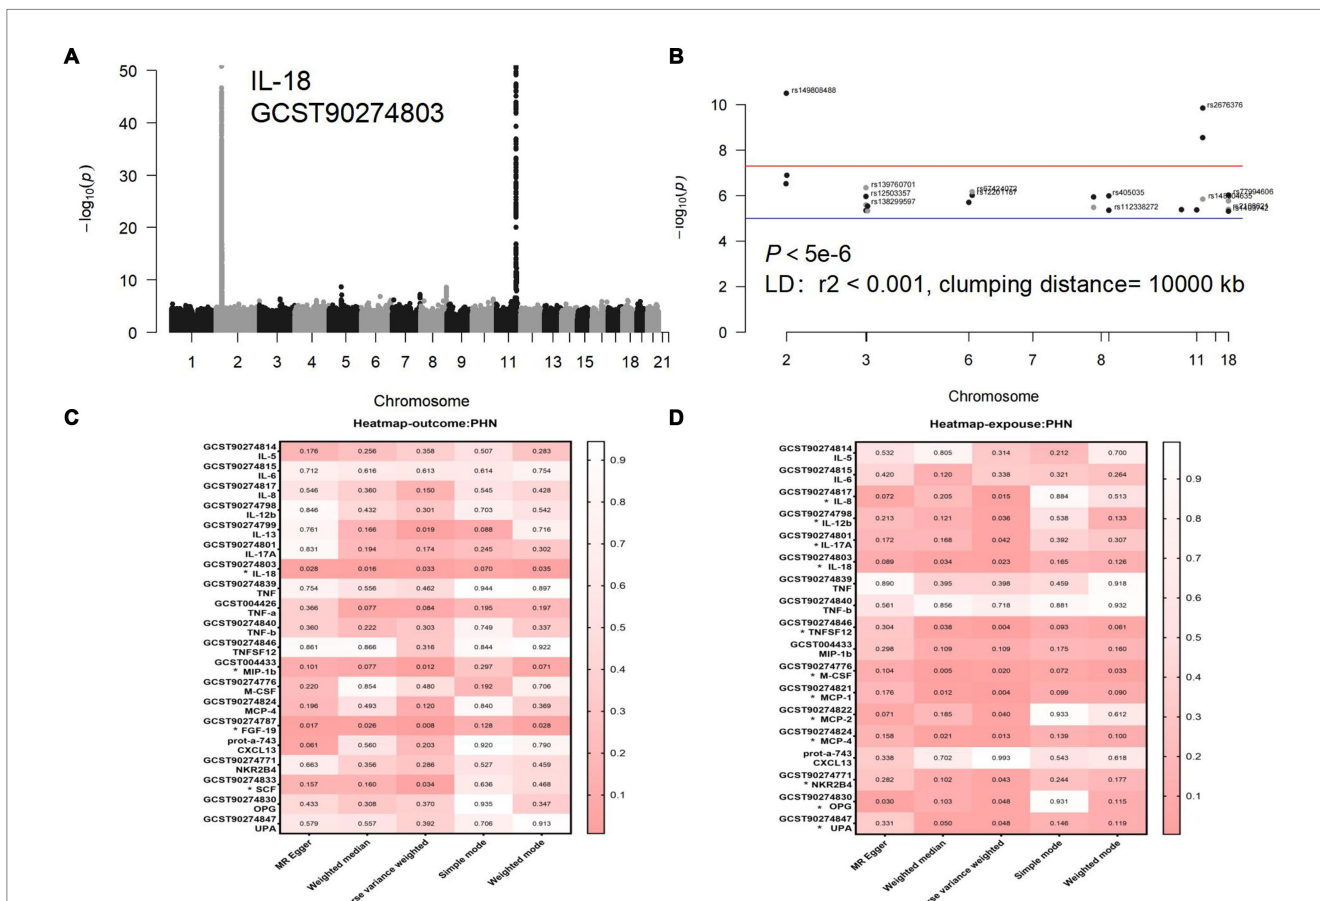 A
IL-18
GCST90274803
50
40
30
20
10
0
-log10(p)
1 2 3 4 5 6 7 8 9 11 13 15 18 21
Chromosome
B
10
8
6
4
2
0
-log10(p)
rs149808488
rs2676376
rs139760701
rs12503357
rs138299597
rs67424072
rs12201187
rs405035
rs112338272
rs77994606
P < 5e-6
LD: r2 < 0.001, clumping distance= 10000 kb
2 3 6 7 8 11 18
Chromosome
C
Heatmap-outcome:PHN
GCST90274814
IL-5 0.176 0.256 0.358 0.507 0.283
GCST90274815
IL-6 0.712 0.616 0.613 0.614 0.754
GCST90274817
IL-8 0.546 0.360 0.150 0.545 0.428
GCST90274798
IL-12b 0.846 0.432 0.301 0.703 0.542
GCST90274799
IL-13 0.761 0.166 0.019 0.088 0.716
GCST90274801
IL-17A 0.831 0.194 0.174 0.245 0.302
GCST90274803
* IL-18 0.028 0.016 0.033 0.070 0.035
GCST90274839
TNF 0.754 0.556 0.462 0.944 0.897
GCST004426
TNF-a 0.366 0.077 0.084 0.195 0.197
GCST90274840
TNF-b 0.360 0.222 0.303 0.749 0.337
GCST90274846
TNFSF12 0.861 0.866 0.316 0.844 0.922
GCST004433
* MIP-1b 0.101 0.077 0.012 0.297 0.071
GCST90274776
M-CSF 0.220 0.854 0.480 0.192 0.706
GCST90274824
MCP-4 0.196 0.493 0.120 0.840 0.369
GCST90274787
* FGF-19 0.017 0.026 0.008 0.128 0.028
prot-a-743
CXCL13 0.061 0.560 0.203 0.920 0.790
GCST90274771
NKR2B4 0.663 0.356 0.286 0.527 0.459
GCST90274833
* SCF 0.157 0.160 0.034 0.636 0.468
GCST90274830
OPG 0.433 0.308 0.370 0.935 0.347
GCST90274847
UPA 0.579 0.557 0.392 0.706 0.913
MR Egger
Weighted median
rse variance weighted
Simple mode
Weighted mode
0.9
0.8
0.7
0.6
0.5
0.4
0.3
0.2
0.1
D
Heatmap-expouse:PHN
GCST90274814
IL-5 0.532 0.805 0.314 0.212 0.700
GCST90274815
IL-6 0.420 0.120 0.338 0.321 0.264
GCST90274817
* IL-8 0.072 0.205 0.015 0.884 0.513
GCST90274798
* IL-12b 0.213 0.121 0.036 0.538 0.133
GCST90274801
* IL-17A 0.172 0.168 0.042 0.392 0.307
GCST90274803
* IL-18 0.089 0.034 0.023 0.165 0.126
GCST90274839
TNF 0.890 0.395 0.398 0.459 0.918
GCST90274840
TNF-b 0.561 0.856 0.718 0.881 0.932
GCST90274846
* TNFSF12 0.304 0.038 0.004 0.093 0.061
GCST004433
MIP-1b 0.298 0.109 0.109 0.175 0.160
GCST90274776
* M-CSF 0.104 0.005 0.020 0.072 0.033
GCST90274821
* MCP-1 0.176 0.012 0.004 0.099 0.090
GCST90274822
* MCP-2 0.071 0.185 0.040 0.933 0.612
GCST90274824
* MCP-4 0.158 0.021 0.013 0.139 0.100
prot-a-743
CXCL13 0.338 0.702 0.993 0.543 0.618
GCST90274771
* NKR2B4 0.282 0.102 0.043 0.244 0.177
GCST90274830
* OPG 0.030 0.103 0.048 0.931 0.115
GCST90274847
* UPA 0.331 0.050 0.048 0.146 0.119
MR Egger
Weighted median
rse variance weighted
Simple mode
Weighted mode
0.9
0.8
0.7
0.6
0.5
0.4
0.3
0.2
0.1